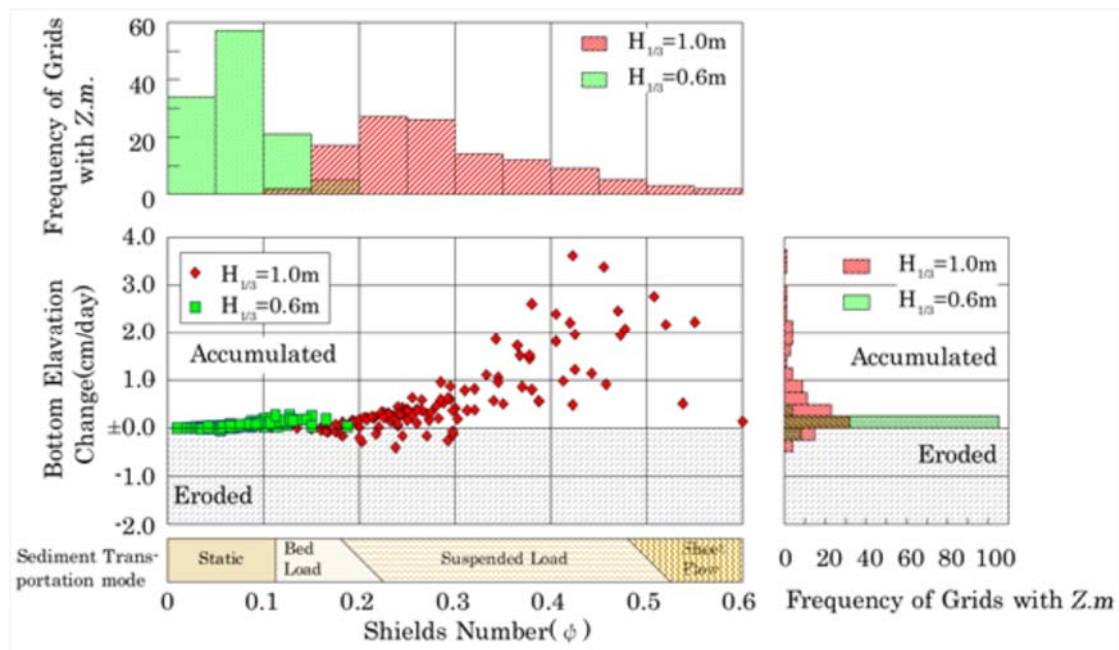 Frequency of Grids
with Z.m.
60
40
20
0
H1/3=1.0m
H1/3=0.6m
Bottom Elavation
Change(cm/day)
4.0
3.0
2.0
1.0
±0.0
-1.0
-2.0
H1/3=1.0m
H1/3=0.6m
Accumulated
Eroded
H1/3=1.0m
H1/3=0.6m
Accumulated
Eroded
Sediment Trans-
portation mode
Static
Bed
Load
Suspended Load
Sheet
Flow
0 0.1 0.2 0.3 0.4 0.5 0.6
Shields Number(ϕ)
0 20 40 60 80 100
Frequency of Grids with Z.m